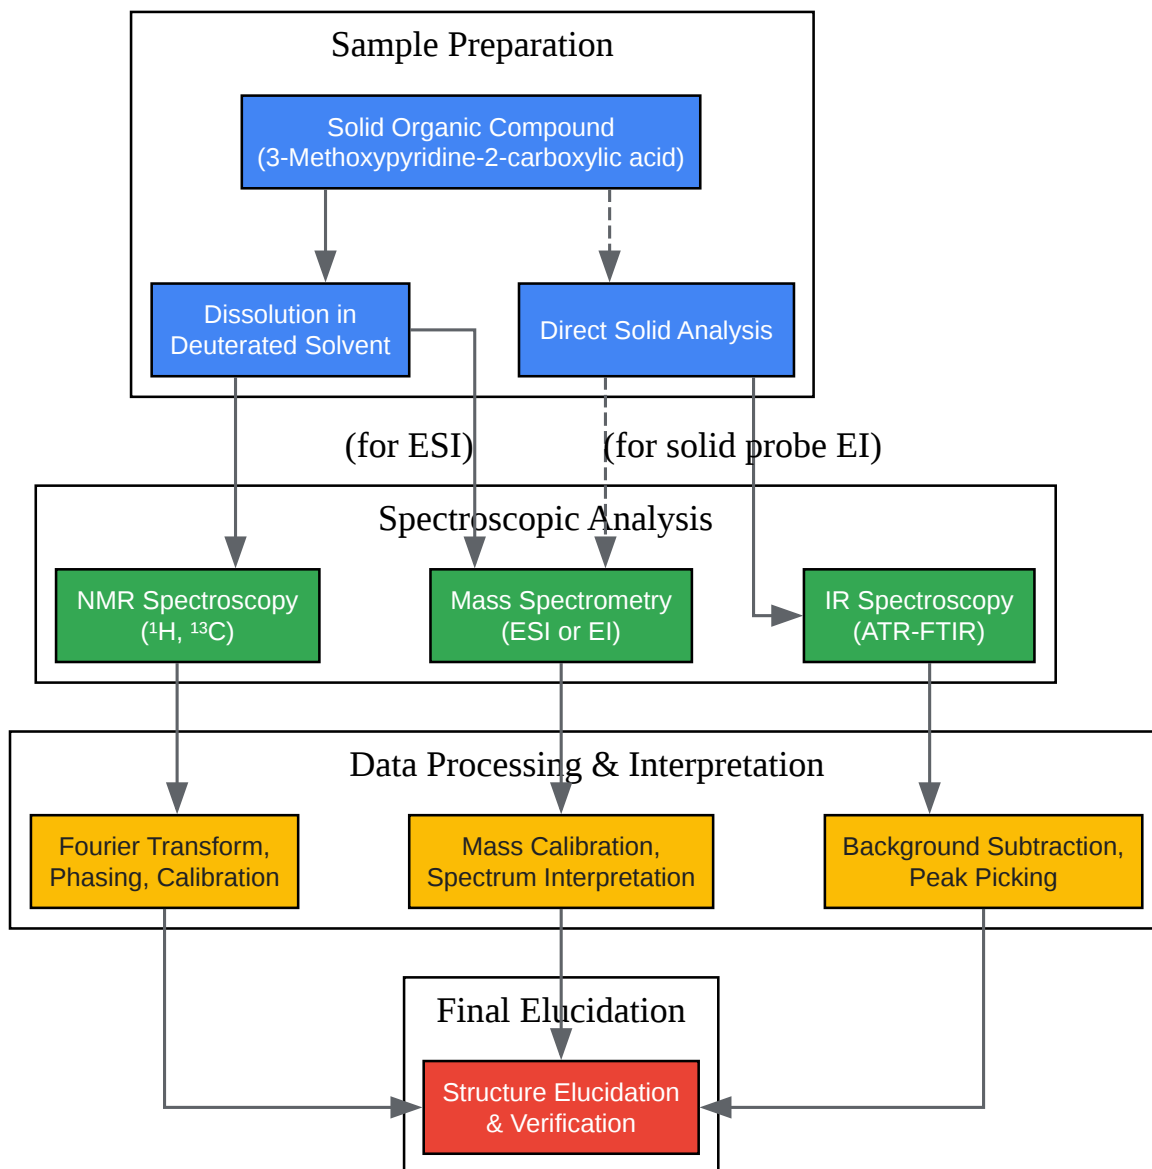 Sample Preparation
Solid Organic Compound
(3-Methoxypyridine-2-carboxylic acid)
Dissolution in
Deuterated Solvent
Direct Solid Analysis
(for ESI)
(for solid probe EI)
Spectroscopic Analysis
NMR Spectroscopy
(¹H, ¹³C)
Mass Spectrometry
(ESI or EI)
IR Spectroscopy
(ATR-FTIR)
Data Processing & Interpretation
Fourier Transform,
Phasing, Calibration
Mass Calibration,
Spectrum Interpretation
Background Subtraction,
Peak Picking
Final Elucidation
Structure Elucidation
& Verification